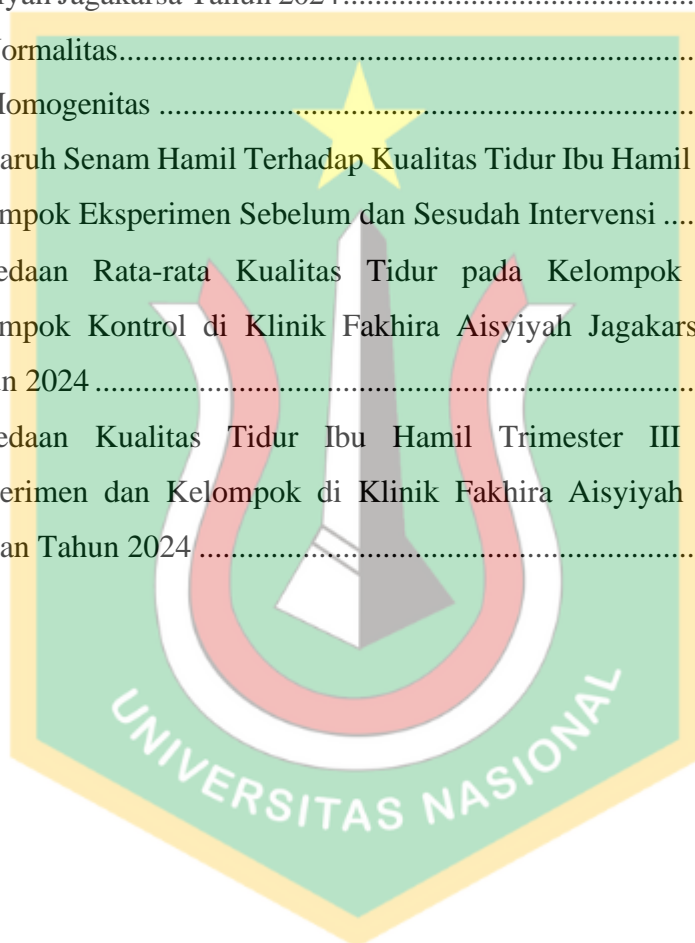 iyah Jagakarsa Tahun 2024..............................................
Normalitas.....................................................................................
Homogenitas .................................................................................
aruh Senam Hamil Terhadap Kualitas Tidur Ibu Hamil
mpok Eksperimen Sebelum dan Sesudah Intervensi .....
edaan Rata-rata Kualitas Tidur pada Kelompok
mpok Kontrol di Klinik Fakhira Aisyiyah Jagakars
n 2024 ..........................................................................................
edaan Kualitas Tidur Ibu Hamil Trimester III
erimen dan Kelompok di Klinik Fakhira Aisyiyah
an Tahun 2024 ..............................................................................
UNIVERSITAS NASIONAL